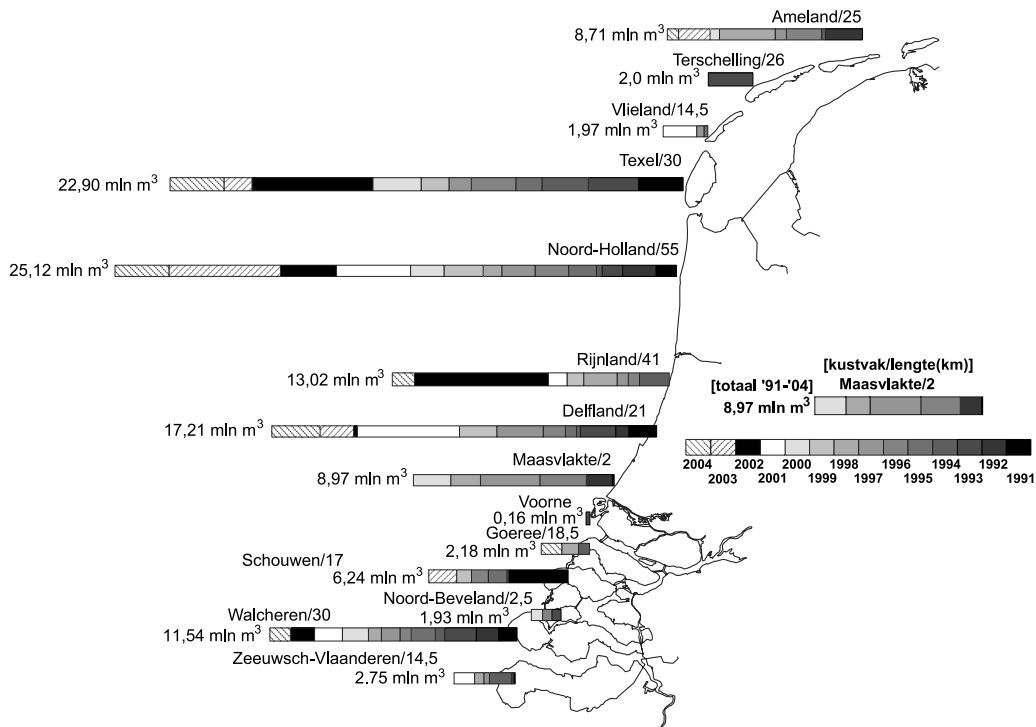 Ameland/25
8,71 mln m³
Terschelling/26
2,0 mln m³
Vlieland/14,5
1,97 mln m³
Texel/30
22,90 mln m³
Noord-Holland/55
25,12 mln m³
Rijnland/41
13,02 mln m³
[kustvak/lengte(km)]
[totaal '91-'04] Maasvlakte/2
8,97 mln m³
Delfland/21
17,21 mln m³
2004 2002 2000 1998 1996 1994 1992
2003 2001 1999 1997 1995 1993 1991
Maasvlakte/2
8,97 mln m³
Voorne
0,16 mln m³
Goeree/18,5
2,18 mln m³
Schouwen/17
6,24 mln m³
Noord-Beveland/2,5
1,93 mln m³
Walcheren/30
11,54 mln m³
Zeeuwsch-Vlaanderen/14,5
2.75 mln m³